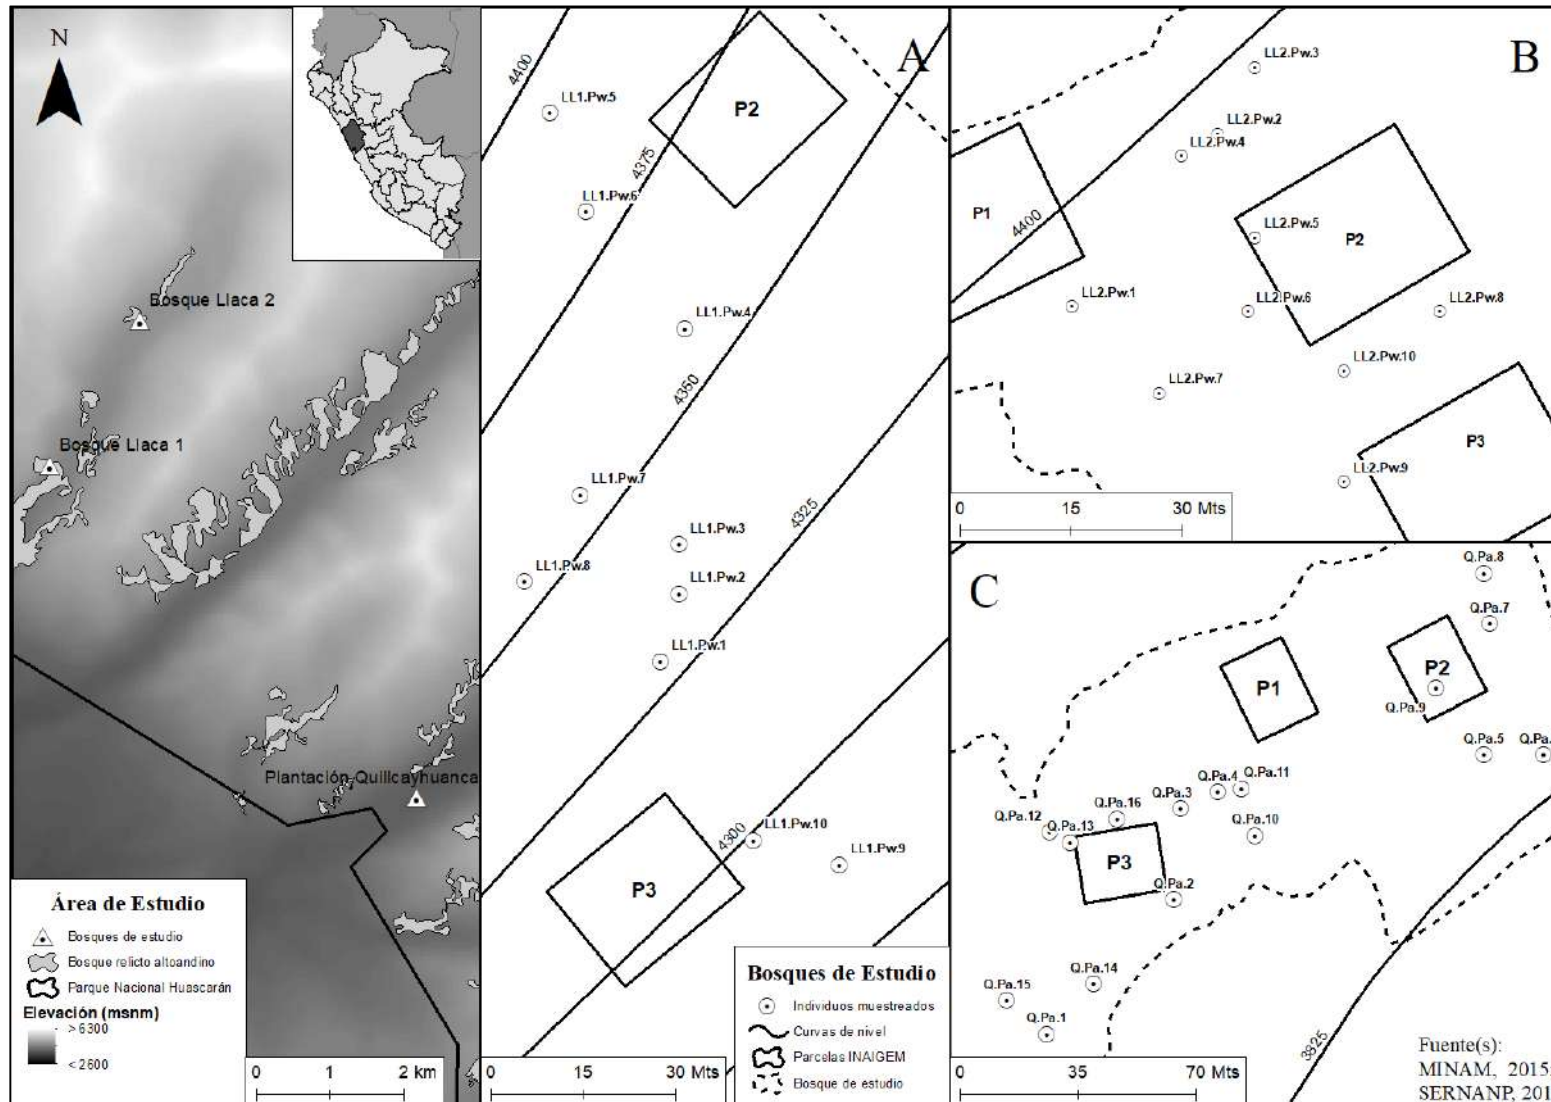 N
Bosque Llaca 2
Bosque Llaca 1
Plantación Quillcayhuanca
Área de Estudio
Bosques de estudio
Bosque relicto altoandino
Parque Nacional Huascarán
Elevación (msnm)
>6300
<2600
0 1 2 km
A
4400
LL1.Pw.5
P2
4375
LL1.Pw.6
LL1.Pw.4
4350
LL1.Pw.7
4325
LL1.Pw.3
LL1.Pw.8
LL1.Pw.2
LL1.Pw.1
4300
LL1.Pw.10
LL1.Pw.9
P3
0 15 30 Mts
Bosques de Estudio
Individuos muestreados
Curvas de nivel
Parcelas INAIGEM
Bosque de estudio
B
LL2.Pw.3
LL2.Pw.2
LL2.Pw.4
P1
4400
LL2.Pw.5
P2
LL2.Pw.1
LL2.Pw.6
LL2.Pw.8
LL2.Pw.10
LL2.Pw.7
P3
LL2.Pw.9
0 15 30 Mts
C
Q.Pa.8
Q.Pa.7
P1
P2
Q.Pa.9
Q.Pa.5
Q.Pa.
Q.Pa.4
Q.Pa.11
Q.Pa.3
Q.Pa.16
Q.Pa.12
Q.Pa.13
Q.Pa.10
P3
Q.Pa.2
Q.Pa.14
Q.Pa.15
Q.Pa.1
3825
0 35 70 Mts
Fuente(s):
MINAM, 2015
SERNANP, 201